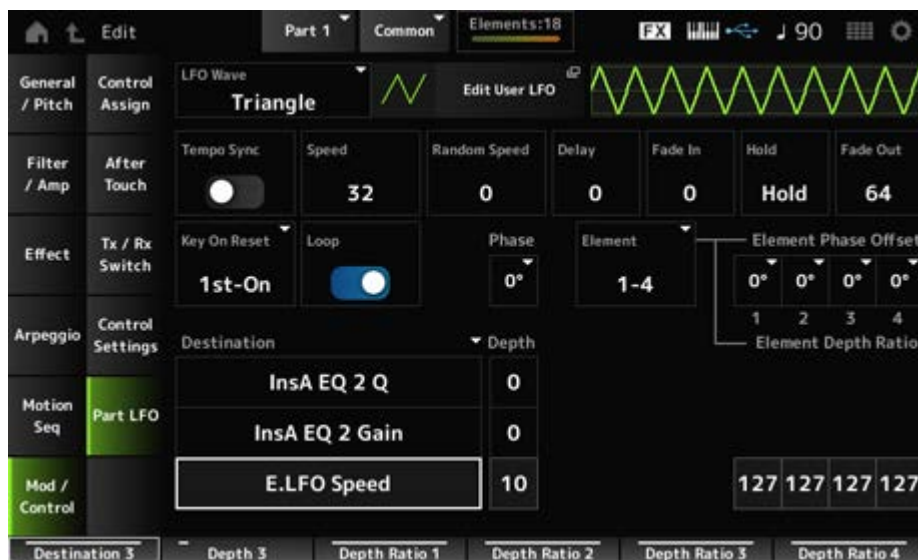 Edit Part 1 Common Elements:18 FX 90
General / Pitch
Control Assign
LFO Wave
Triangle
Edit User LFO
Filter / Amp
After Touch
Tempo Sync Speed Random Speed Delay Fade In Hold Fade Out
32 0 0 0 Hold 64
Effect
Tx / Rx Switch
Key On Reset Loop Phase Element Element Phase Offset
1st-On 0° 1-4 0° 0° 0° 0°
1 2 3 4
Arpeggio
Control Settings
Destination Depth Element Depth Ratio
InsA EQ 2 Q 0
Motion Seq
Part LFO
InsA EQ 2 Gain 0
Mod / Control
E.LFO Speed 10 127 127 127 127
Destination 3 Depth 3 Depth Ratio 1 Depth Ratio 2 Depth Ratio 3 Depth Ratio 4